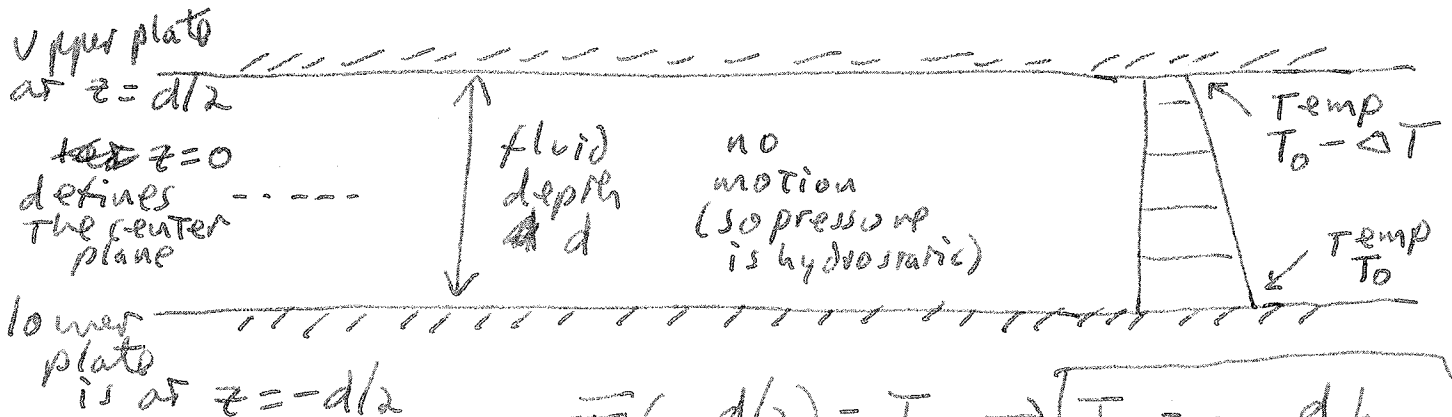 Upper plate
at z = d/2
z=0
defines
the center
plane
fluid
depth
d
no
motion
(so pressure
is hydrostatic)
Temp
T₀ - ΔT
Temp
T₀
lower
plate
is at z = -d/2